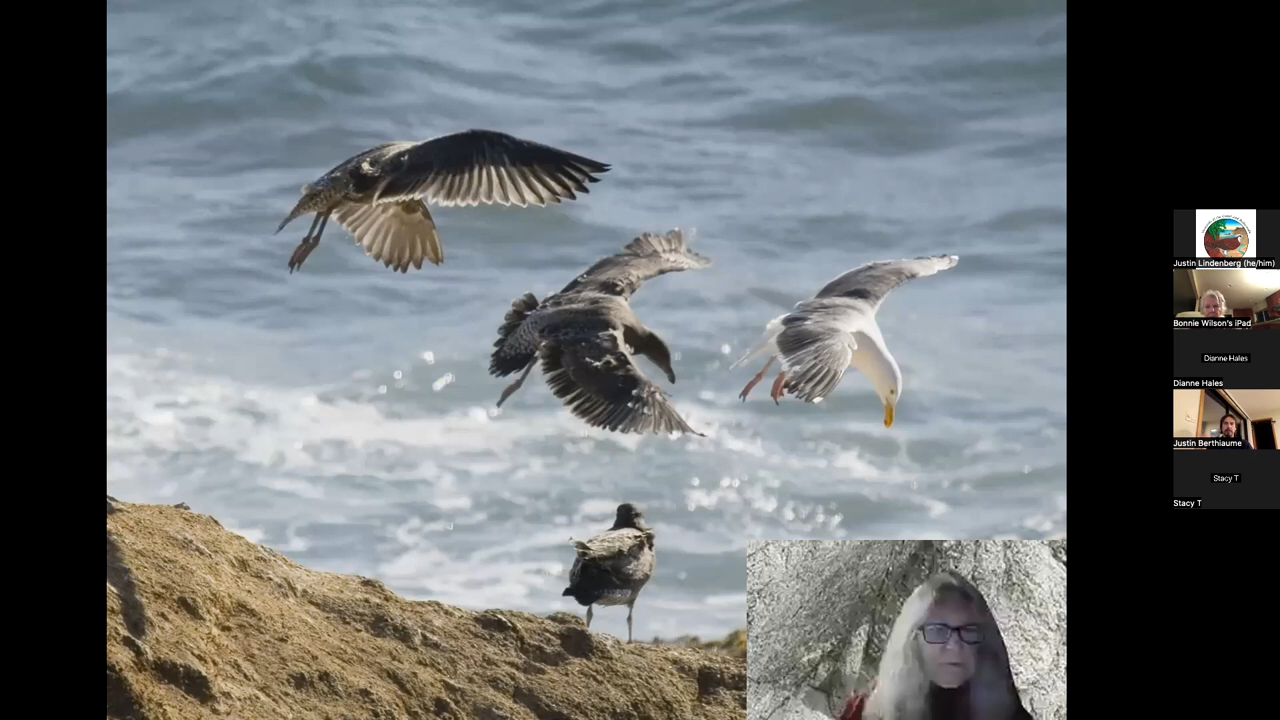 Justin Lindenberg (he/him)
Bonnie Wilson's iPad
Dianne Hales
Dianne Hales
Justin Berthiaume
Stacy T
Stacy T